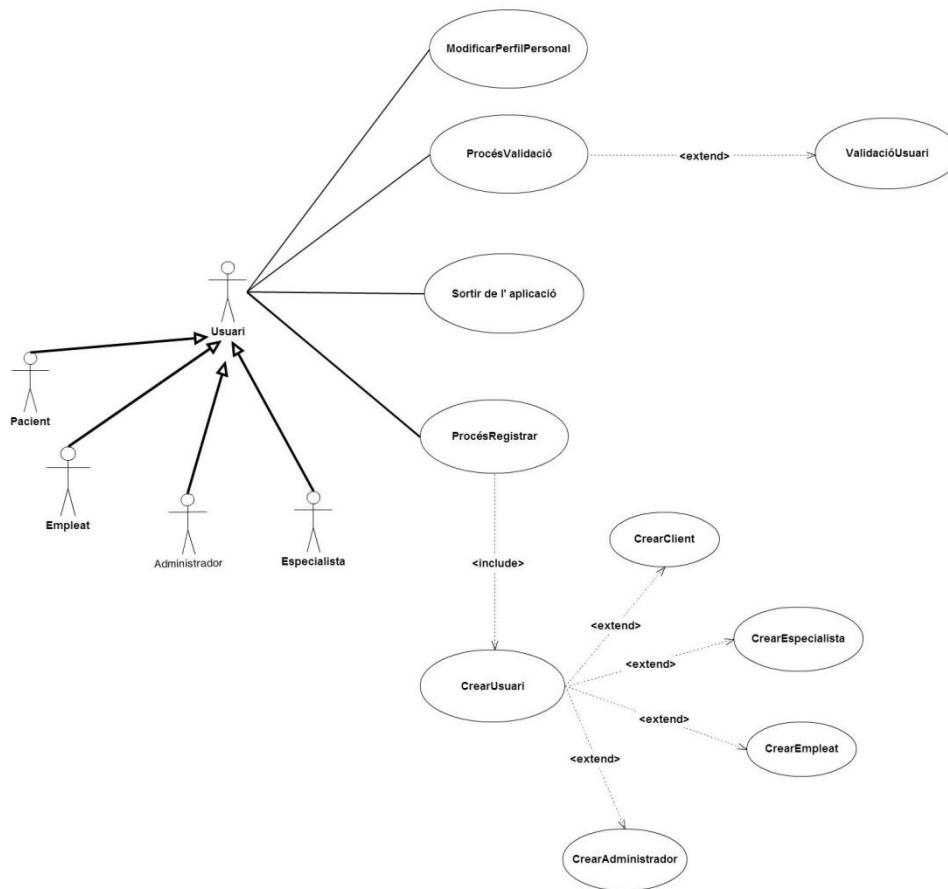 ModificarPerfilPersonal
ProcésValidació
<extend>
ValidacióUsuari
Sortir de l' aplicació
Usuari
Pacient
ProcésRegistrar
Empleat
Administrador
Especialista
CrearClient
<include>
<extend>
CrearEspecialista
<extend>
CrearUsuari
<extend>
CrearEmpleat
<extend>
CrearAdministrador